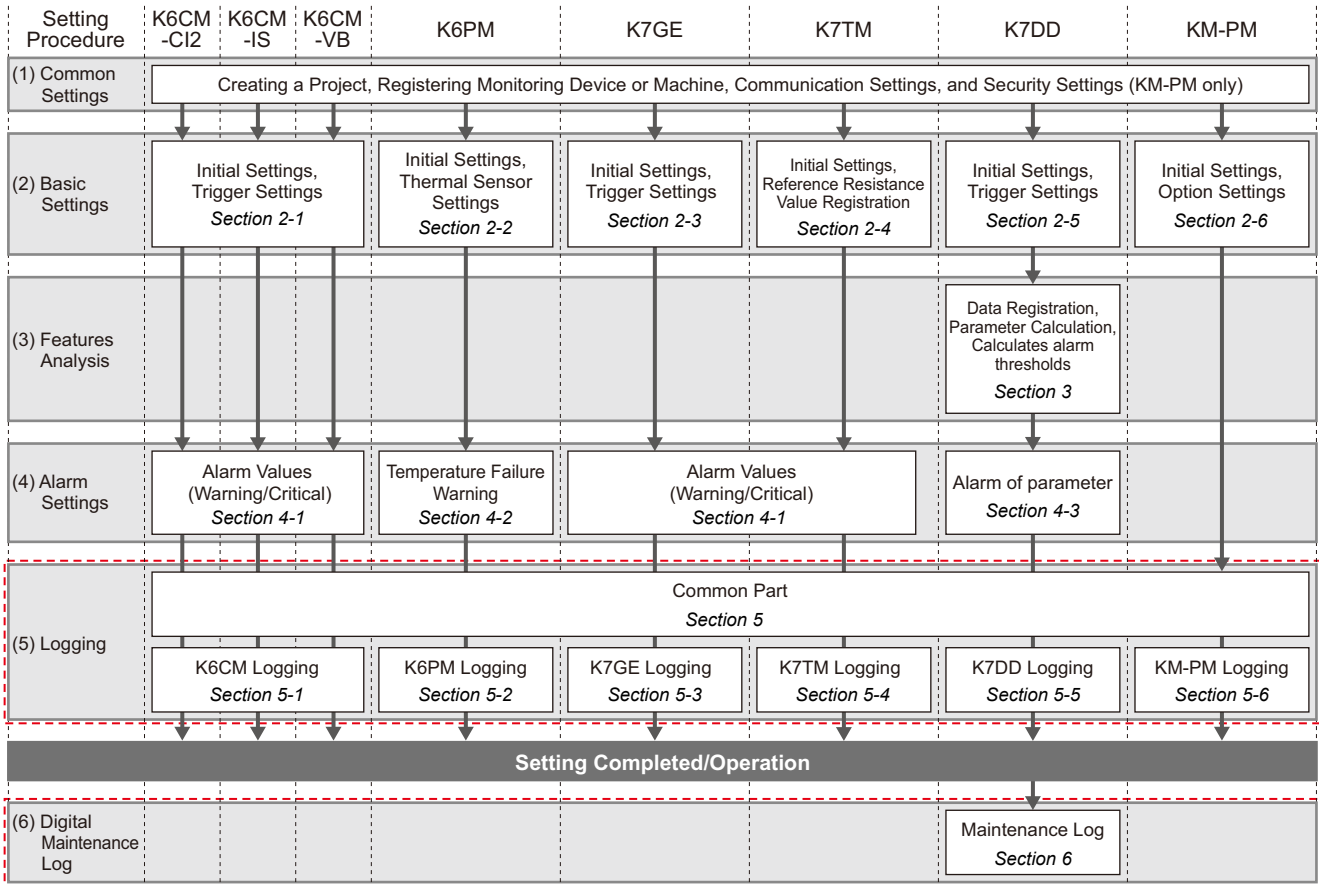 Setting
Procedure
K6CM
-CI2
K6CM
-IS
K6CM
-VB
K6PM
K7GE
K7TM
K7DD
KM-PM
(1) Common
Settings
Creating a Project, Registering Monitoring Device or Machine, Communication Settings, and Security Settings (KM-PM only)
(2) Basic
Settings
Initial Settings,
Trigger Settings
Section 2-1
Initial Settings,
Thermal Sensor
Settings
Section 2-2
Initial Settings,
Trigger Settings
Section 2-3
Initial Settings,
Reference Resistance
Value Registration
Section 2-4
Initial Settings,
Trigger Settings
Section 2-5
Initial Settings,
Option Settings
Section 2-6
(3) Features
Analysis
Data Registration,
Parameter Calculation,
Calculates alarm
thresholds
Section 3
(4) Alarm
Settings
Alarm Values
(Warning/Critical)
Section 4-1
Temperature Failure
Warning
Section 4-2
Alarm Values
(Warning/Critical)
Section 4-1
Alarm of parameter
Section 4-3
(5) Logging
Common Part
Section 5
K6CM Logging
Section 5-1
K6PM Logging
Section 5-2
K7GE Logging
Section 5-3
K7TM Logging
Section 5-4
K7DD Logging
Section 5-5
KM-PM Logging
Section 5-6
Setting Completed/Operation
(6) Digital
Maintenance
Log
Maintenance Log
Section 6